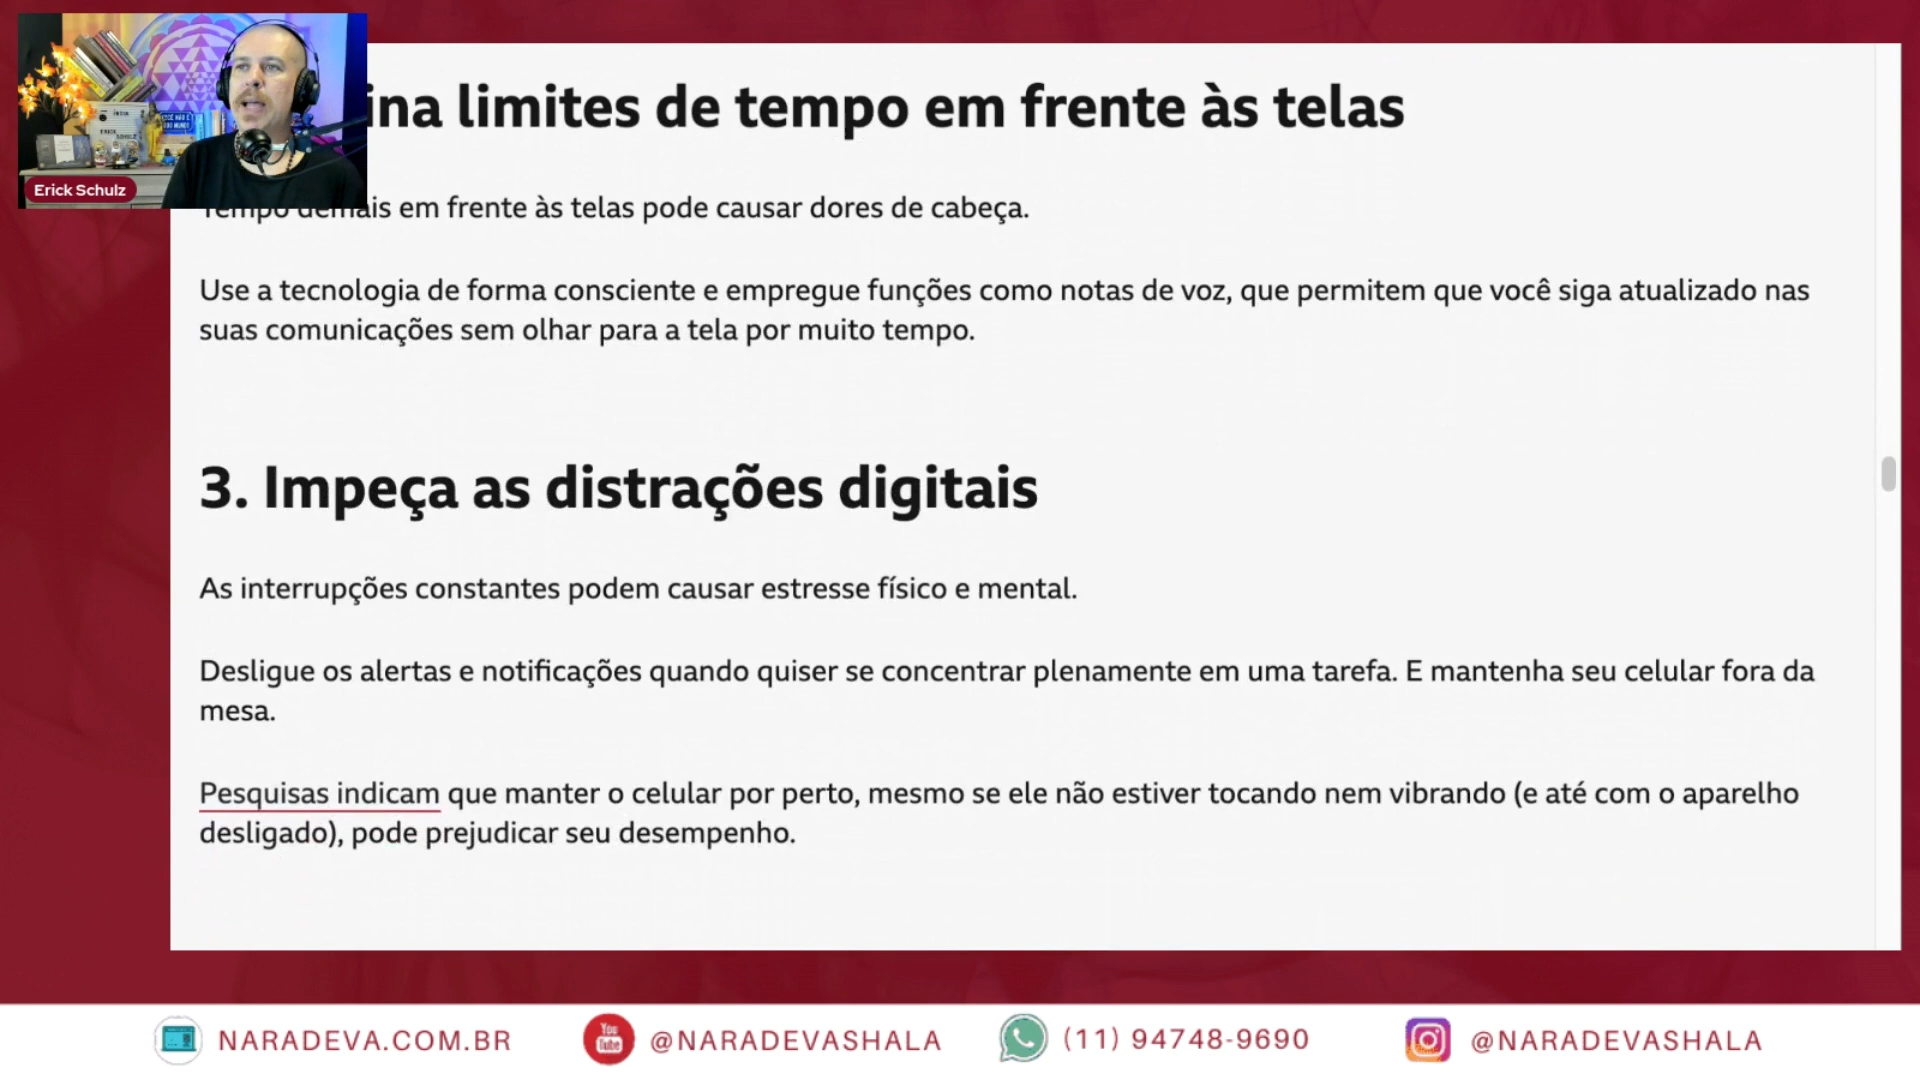 ina limites de tempo em frente às telas
Erick Schulz
Tempo demais em frente às telas pode causar dores de cabeça.
Use a tecnologia de forma consciente e empregue funções como notas de voz, que permitem que você siga atualizado nas
suas comunicações sem olhar para a tela por muito tempo.
3. Impeça as distrações digitais
As interrupções constantes podem causar estresse físico e mental.
Desligue os alertas e notificações quando quiser se concentrar plenamente em uma tarefa. E mantenha seu celular fora da
mesa.
Pesquisas indicam que manter o celular por perto, mesmo se ele não estiver tocando nem vibrando (e até com o aparelho
desligado), pode prejudicar seu desempenho.
NARADEVA.COM.BR
You
Tube
@NARADEVASHALA
(11) 94748-9690
@NARADEVASHALA